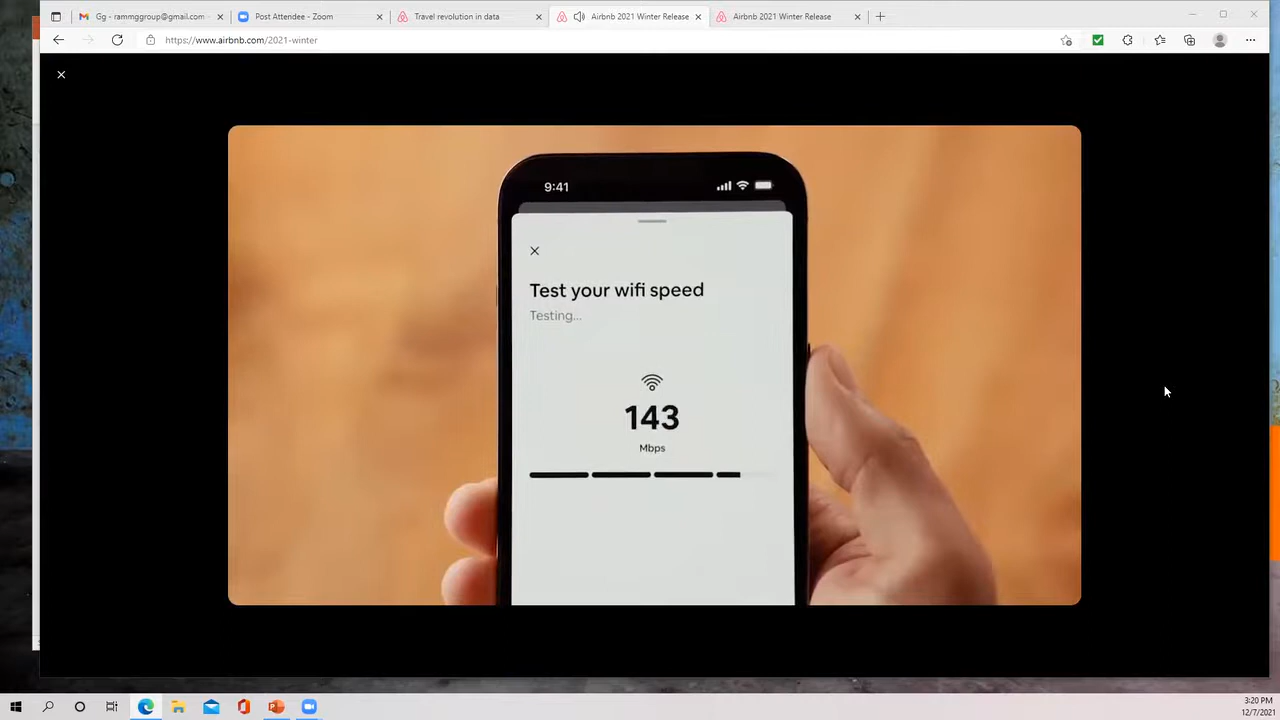 Gg - rammggroup@gmail.com
Post Attendee - Zoom
Travel revolution in data
Airbnb 2021 Winter Release
Airbnb 2021 Winter Release
https://www.airbnb.com/2021-winter
9:41
Test your wifi speed
Testing...
143
Mbps
3:20 PM
12/7/2021